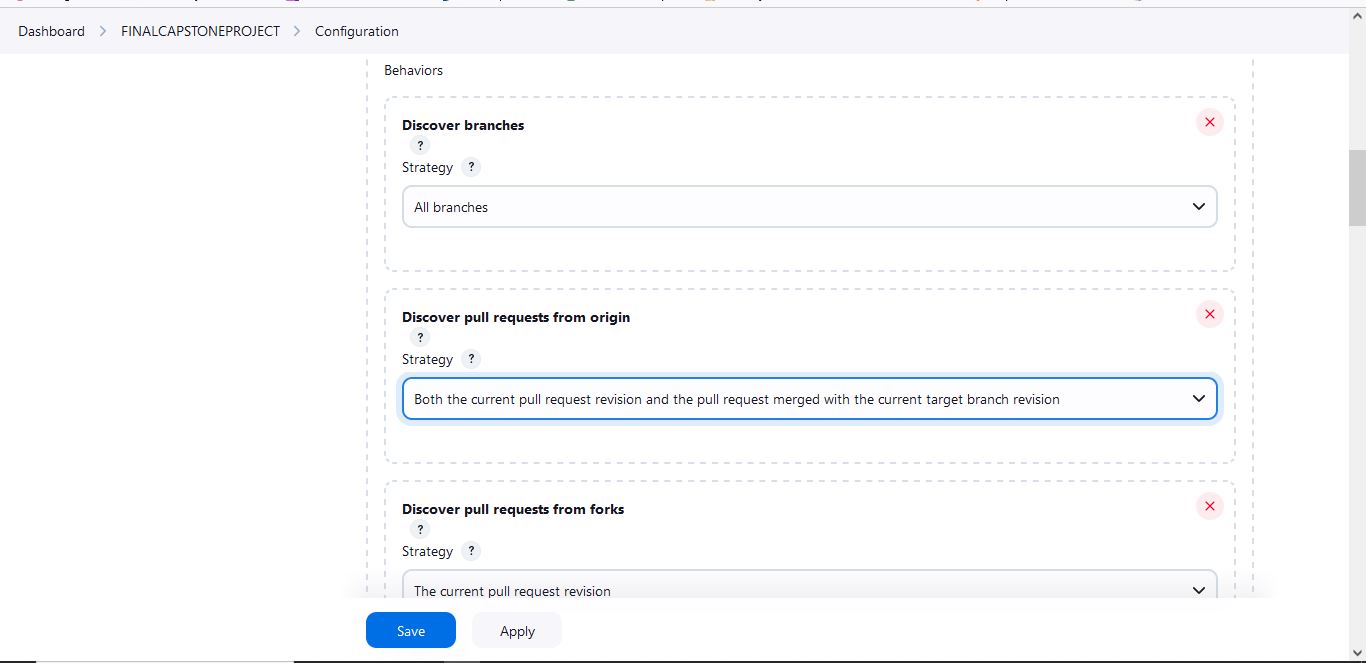 Dashboard > FINALCAPSTONEPROJECT > Configuration
Behaviors
Discover branches
?
Strategy ?
All branches
Discover pull requests from origin
?
Strategy ?
Both the current pull request revision and the pull request merged with the current target branch revision
Discover pull requests from forks
?
Strategy ?
The current pull request revision
Save Apply